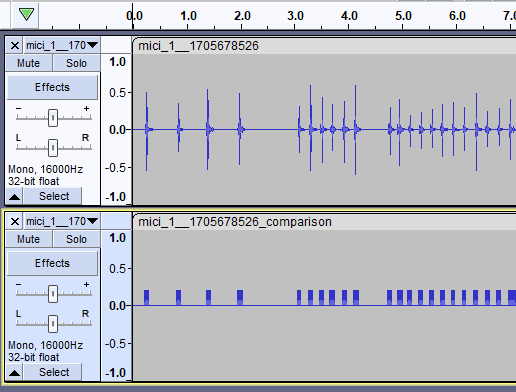 0.0 1.0 2.0 3.0 4.0 5.0 6.0 7.0
× mici_1__170▼ mici_1__1705678526
Mute Solo
Effects
- +
L R
Mono, 16000Hz
32-bit float
Select
1.0
0.5
0.0
-0.5
-1.0
× mici_1__170▼ mici_1__1705678526_comparison
Mute Solo
Effects
- +
L R
Mono, 16000Hz
32-bit float
Select
1.0
0.5
0.0
-0.5
-1.0